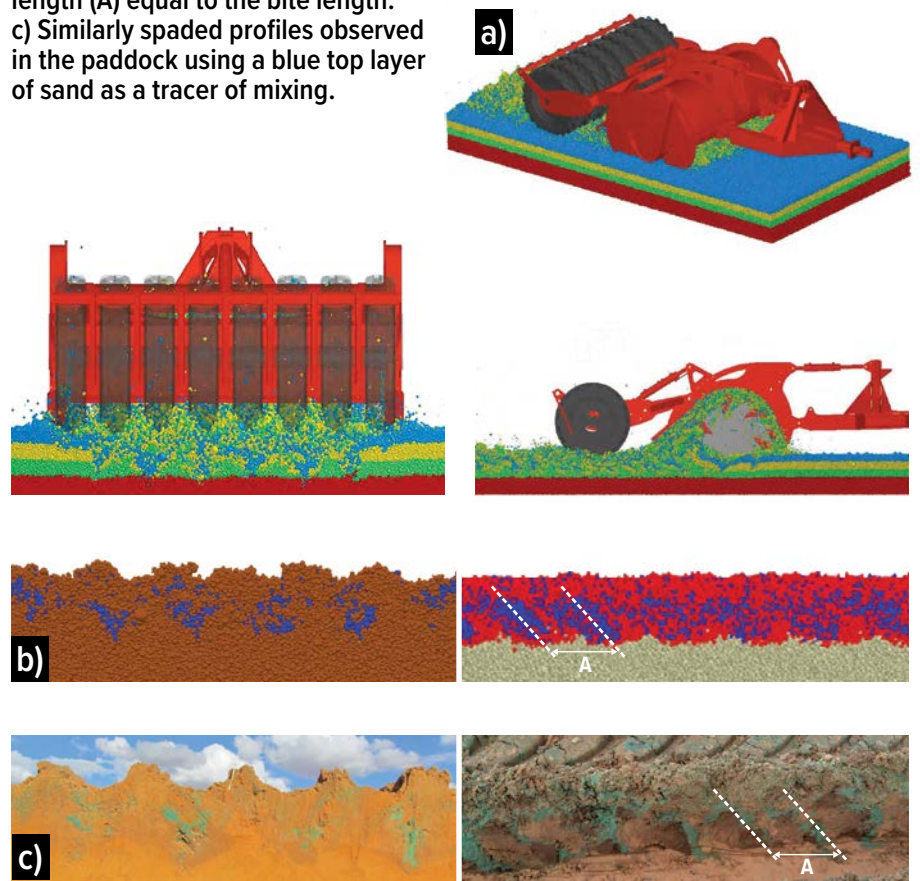 length (A) equal to the bite length.
c) Similarly spaded profiles observed
in the paddock using a blue top layer
of sand as a tracer of mixing.
a)
b)
A
c)
A